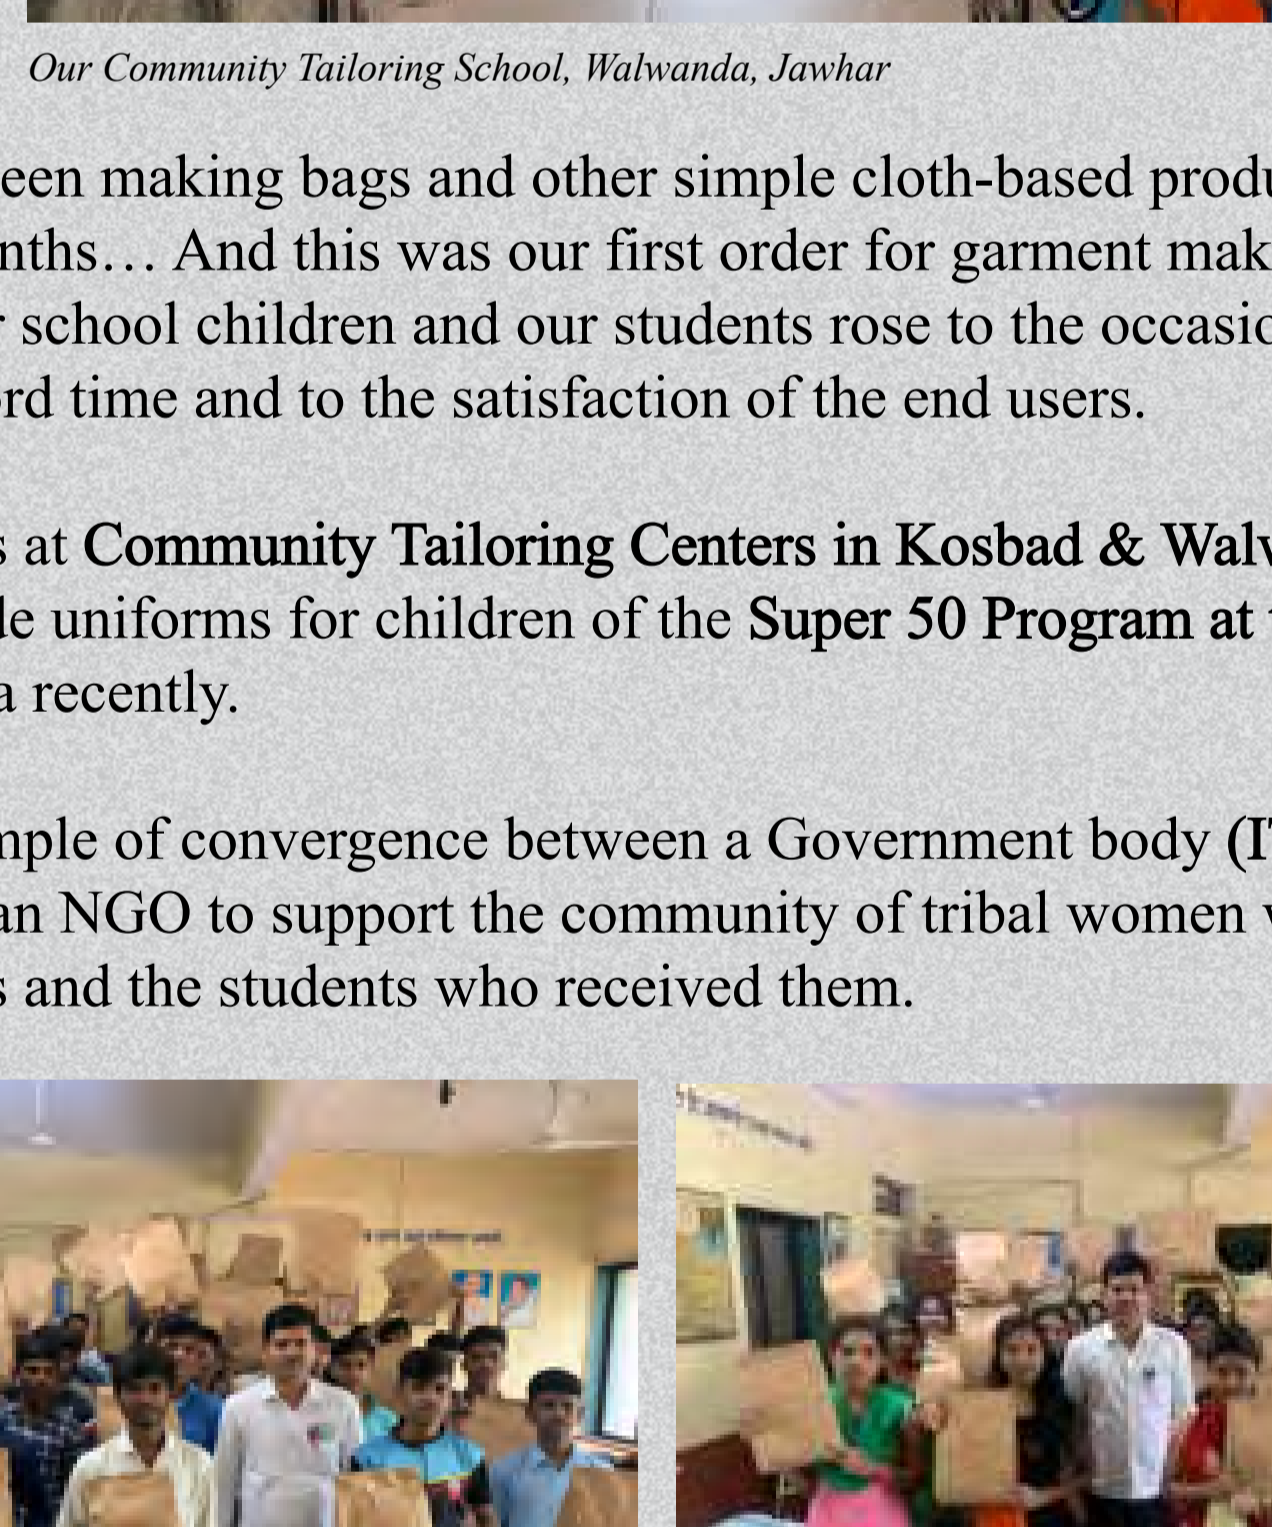 Our Community Tailoring School, Walwanda, Jawhar
een making bags and other simple cloth-based produ
nths… And this was our first order for garment mak
r school children and our students rose to the occasio
ord time and to the satisfaction of the end users.
s at Community Tailoring Centers in Kosbad & Walv
de uniforms for children of the Super 50 Program at t
a recently.
mple of convergence between a Government body (IT
an NGO to support the community of tribal women w
s and the students who received them.